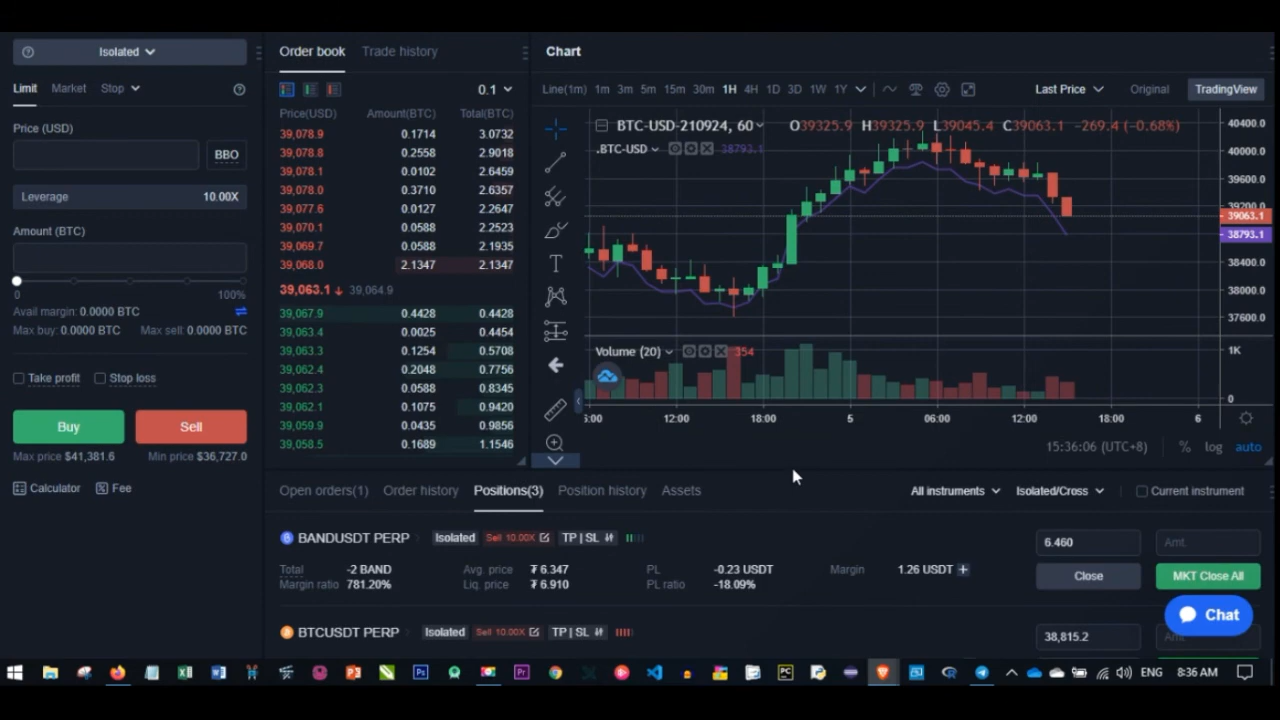 Isolated
Limit Market Stop
Price (USD)
BBO
Leverage 10.00X
Amount (BTC)
0 100%
Avail margin: 0.0000 BTC
Max buy: 0.0000 BTC Max sell: 0.0000 BTC
Take profit Stop loss
Buy Sell
Max price $41,381.6 Min price $36,727.0
Calculator Fee
Order book Trade history
0.1
Price(USD) Amount(BTC) Total(BTC)
39,078.9 0.1714 3.0732
39,078.8 0.2558 2.9018
39,078.1 0.0102 2.6459
39,078.0 0.3710 2.6357
39,077.6 0.0127 2.2647
39,070.1 0.0588 2.2523
39,069.7 0.0588 2.1935
39,068.0 2.1347 2.1347
39,063.1 ↓ 39,064.9
39,067.9 0.4428 0.4428
39,063.4 0.0025 0.4454
39,063.3 0.1254 0.5708
39,062.4 0.2048 0.7756
39,062.3 0.0588 0.8345
39,062.1 0.1075 0.9420
39,059.9 0.0435 0.9856
39,058.5 0.1689 1.1546
Chart
Line(1m) 1m 3m 5m 15m 30m 1H 4H 1D 3D 1W 1Y Last Price Original TradingView
BTC-USD-210924, 60 O39325.9 H39325.9 L39045.4 C39063.1 -269.4 (-0.68%)
.BTC-USD 38793.1
40400.0
40000.0
39600.0
39200.0
39063.1
38793.1
38400.0
38000.0
37600.0
Volume (20) 354
1K
0
6:00 12:00 18:00 5 06:00 12:00 18:00 6
15:36:06 (UTC+8) % log auto
Open orders(1) Order history Positions(3) Position history Assets All instruments Isolated/Cross Current instrument
BANDUSDT PERP Isolated Sell 10.00X TP | SL
6.460 Amt.
Total -2 BAND Avg. price ₮ 6.347 PL -0.23 USDT Margin 1.26 USDT +
Margin ratio 781.20% Liq. price ₮ 6.910 PL ratio -18.09%
Close MKT Close All
Chat
BTCUSDT PERP Isolated Sell 10.00X TP | SL
38,815.2
ENG 8:36 AM